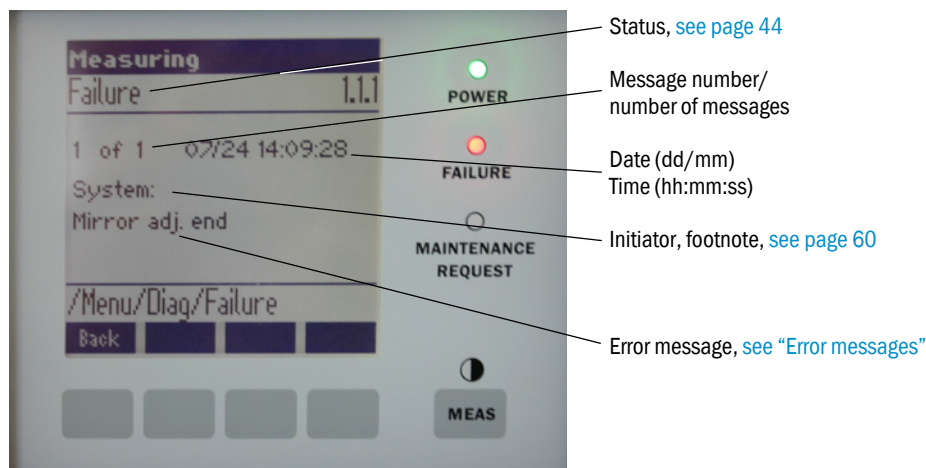 Measuring
Failure 1.1.1
1 of 1 07/24 14:09:28
System:
Mirror adj. end
/Menu/Diag/Failure
Back
POWER
FAILURE
MAINTENANCE
REQUEST
MEAS
Status, see page 44
Message number/
number of messages
Date (dd/mm)
Time (hh:mm:ss)
Initiator, footnote, see page 60
Error message, see “Error messages”